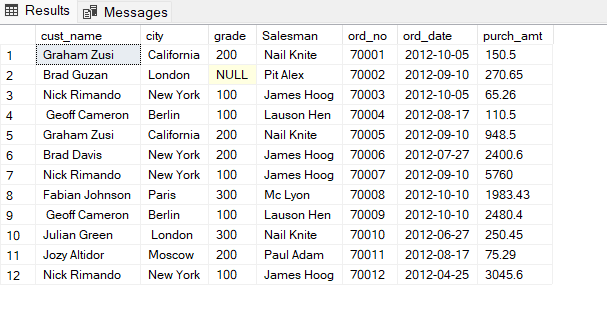 Results Messages
cust_name city grade Salesman ord_no ord_date purch_amt
1 Graham Zusi California 200 Nail Knite 70001 2012-10-05 150.5
2 Brad Guzan London NULL Pit Alex 70002 2012-09-10 270.65
3 Nick Rimando New York 100 James Hoog 70003 2012-10-05 65.26
4 Geoff Cameron Berlin 100 Lauson Hen 70004 2012-08-17 110.5
5 Graham Zusi California 200 Nail Knite 70005 2012-09-10 948.5
6 Brad Davis New York 200 James Hoog 70006 2012-07-27 2400.6
7 Nick Rimando New York 100 James Hoog 70007 2012-09-10 5760
8 Fabian Johnson Paris 300 Mc Lyon 70008 2012-10-10 1983.43
9 Geoff Cameron Berlin 100 Lauson Hen 70009 2012-10-10 2480.4
10 Julian Green London 300 Nail Knite 70010 2012-06-27 250.45
11 Jozy Altidor Moscow 200 Paul Adam 70011 2012-08-17 75.29
12 Nick Rimando New York 100 James Hoog 70012 2012-04-25 3045.6